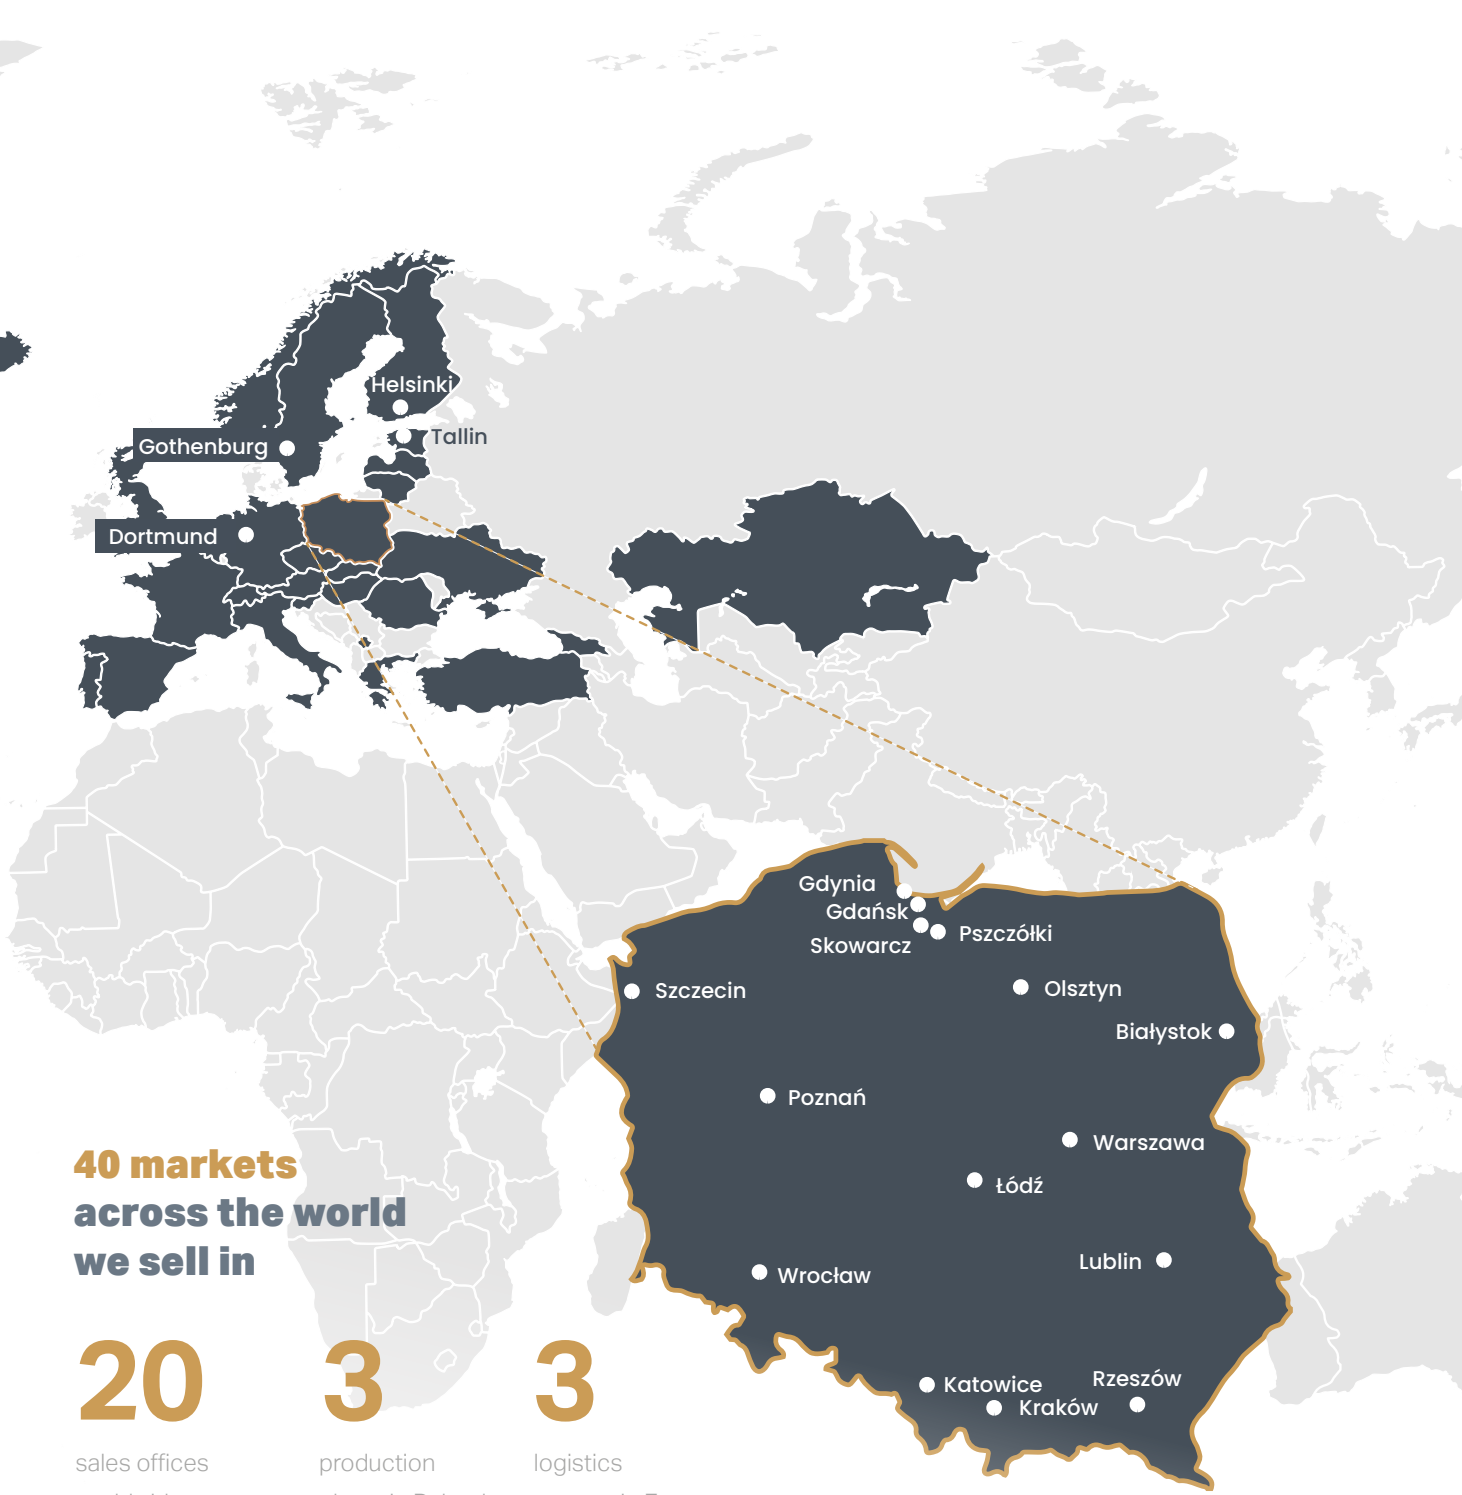 Helsinki
Tallin
Gothenburg
Dortmund
Gdynia
Gdańsk
Skowarcz
Pszczółki
Szczecin
Olsztyn
Białystok
Poznań
Warszawa
Łódź
Lublin
Wrocław
Rzeszów
Katowice
Kraków
40 markets
across the world
we sell in
20
3
3
sales offices
production
logistics